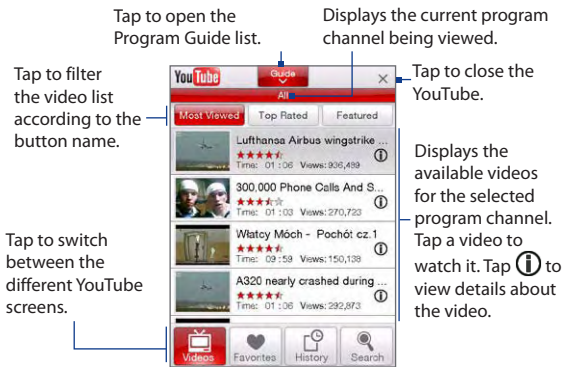 Tap to open the
Program Guide list.
Displays the current program
channel being viewed.
Tap to filter
the video list
according to the
button name.
Tap to close the
YouTube.
Displays the
available videos
for the selected
program channel.
Tap a video to
watch it. Tap ⓘ to
view details about
the video.
Tap to switch
between the
different YouTube
screens.
YouTube
Guide
All
Most Viewed
Top Rated
Featured
Lufthansa Airbus wingstrike ...
Time: 01:06 Views: 936,499
300,000 Phone Calls And S...
Time: 01:03 Views: 270,723
Włatcy Móch - Pochót cz.1
Time: 09:59 Views: 150,138
A320 nearly crashed during ...
Time: 01:06 Views: 292,873
Videos
Favorites
History
Search